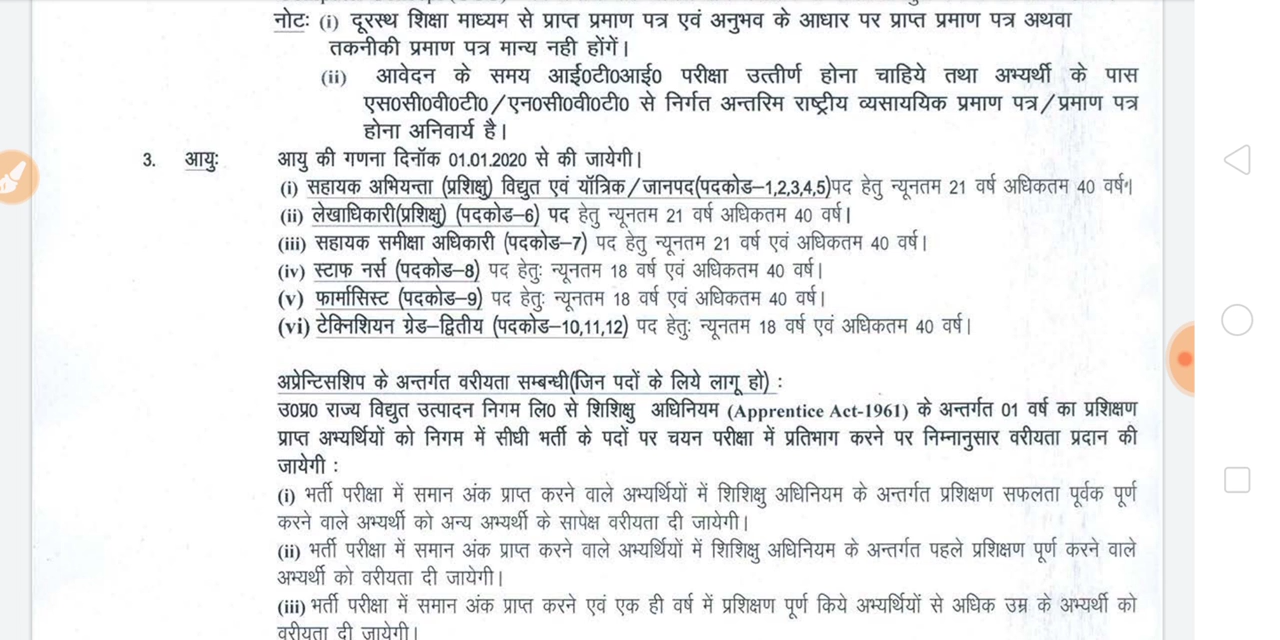 नोटः (i) दूरस्थ शिक्षा माध्यम से प्राप्त प्रमाण पत्र एवं अनुभव के आधार पर प्राप्त प्रमाण पत्र अथवा
तकनीकी प्रमाण पत्र मान्य नही होंगें।
(ii) आवेदन के समय आई0टी0आई0 परीक्षा उत्तीर्ण होना चाहिये तथा अभ्यर्थी के पास
एस0सी0वी0टी0/एन0सी0वी0टी0 से निर्गत अन्तरिम राष्ट्रीय व्यसाययिक प्रमाण पत्र/प्रमाण पत्र
होना अनिवार्य है।
3. आयुः आयु की गणना दिनॉक 01.01.2020 से की जायेगी।
(i) सहायक अभियन्ता (प्रशिक्षु) विद्युत एवं यॉत्रिक/जानपद(पदकोड–1,2,3,4,5)पद हेतु न्यूनतम 21 वर्ष अधिकतम 40 वर्ष।
(ii) लेखाधिकारी(प्रशिक्षु) (पदकोड–6) पद हेतु न्यूनतम 21 वर्ष अधिकतम 40 वर्ष।
(iii) सहायक समीक्षा अधिकारी (पदकोड–7) पद हेतु न्यूनतम 21 वर्ष एवं अधिकतम 40 वर्ष।
(iv) स्टाफ नर्स (पदकोड–8) पद हेतुः न्यूनतम 18 वर्ष एवं अधिकतम 40 वर्ष।
(v) फार्मासिस्ट (पदकोड–9) पद हेतुः न्यूनतम 18 वर्ष एवं अधिकतम 40 वर्ष।
(vi) टेक्निशियन ग्रेड–द्वितीय (पदकोड–10,11,12) पद हेतुः न्यूनतम 18 वर्ष एवं अधिकतम 40 वर्ष।
अप्रेन्टिसशिप के अन्तर्गत वरीयता सम्बन्धी(जिन पदों के लिये लागू हो) :
उ0प्र0 राज्य विद्युत उत्पादन निगम लि0 से शिशिक्षु अधिनियम (Apprentice Act-1961) के अन्तर्गत 01 वर्ष का प्रशिक्षण
प्राप्त अभ्यर्थियों को निगम में सीधी भर्ती के पदों पर चयन परीक्षा में प्रतिभाग करने पर निम्नानुसार वरीयता प्रदान की
जायेगी :
(i) भर्ती परीक्षा में समान अंक प्राप्त करने वाले अभ्यर्थियों में शिशिक्षु अधिनियम के अन्तर्गत प्रशिक्षण सफलता पूर्वक पूर्ण
करने वाले अभ्यर्थी को अन्य अभ्यर्थी के सापेक्ष वरीयता दी जायेगी।
(ii) भर्ती परीक्षा में समान अंक प्राप्त करने वाले अभ्यर्थियों में शिशिक्षु अधिनियम के अन्तर्गत पहले प्रशिक्षण पूर्ण करने वाले
अभ्यर्थी को वरीयता दी जायेगी।
(iii) भर्ती परीक्षा में समान अंक प्राप्त करने एवं एक ही वर्ष में प्रशिक्षण पूर्ण किये अभ्यर्थियों से अधिक उम्र के अभ्यर्थी को
वरीयता दी जायेगी।